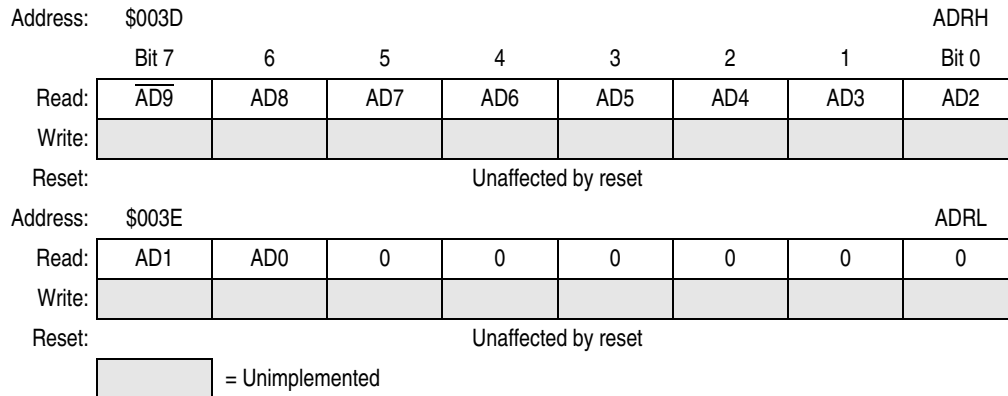 Address: $003D ADRH
Bit 7 6 5 4 3 2 1 Bit 0
Read: A̅D̅9̅ AD8 AD7 AD6 AD5 AD4 AD3 AD2
Write:
Reset: Unaffected by reset
Address: $003E ADRL
Read: AD1 AD0 0 0 0 0 0 0
Write:
Reset: Unaffected by reset
= Unimplemented